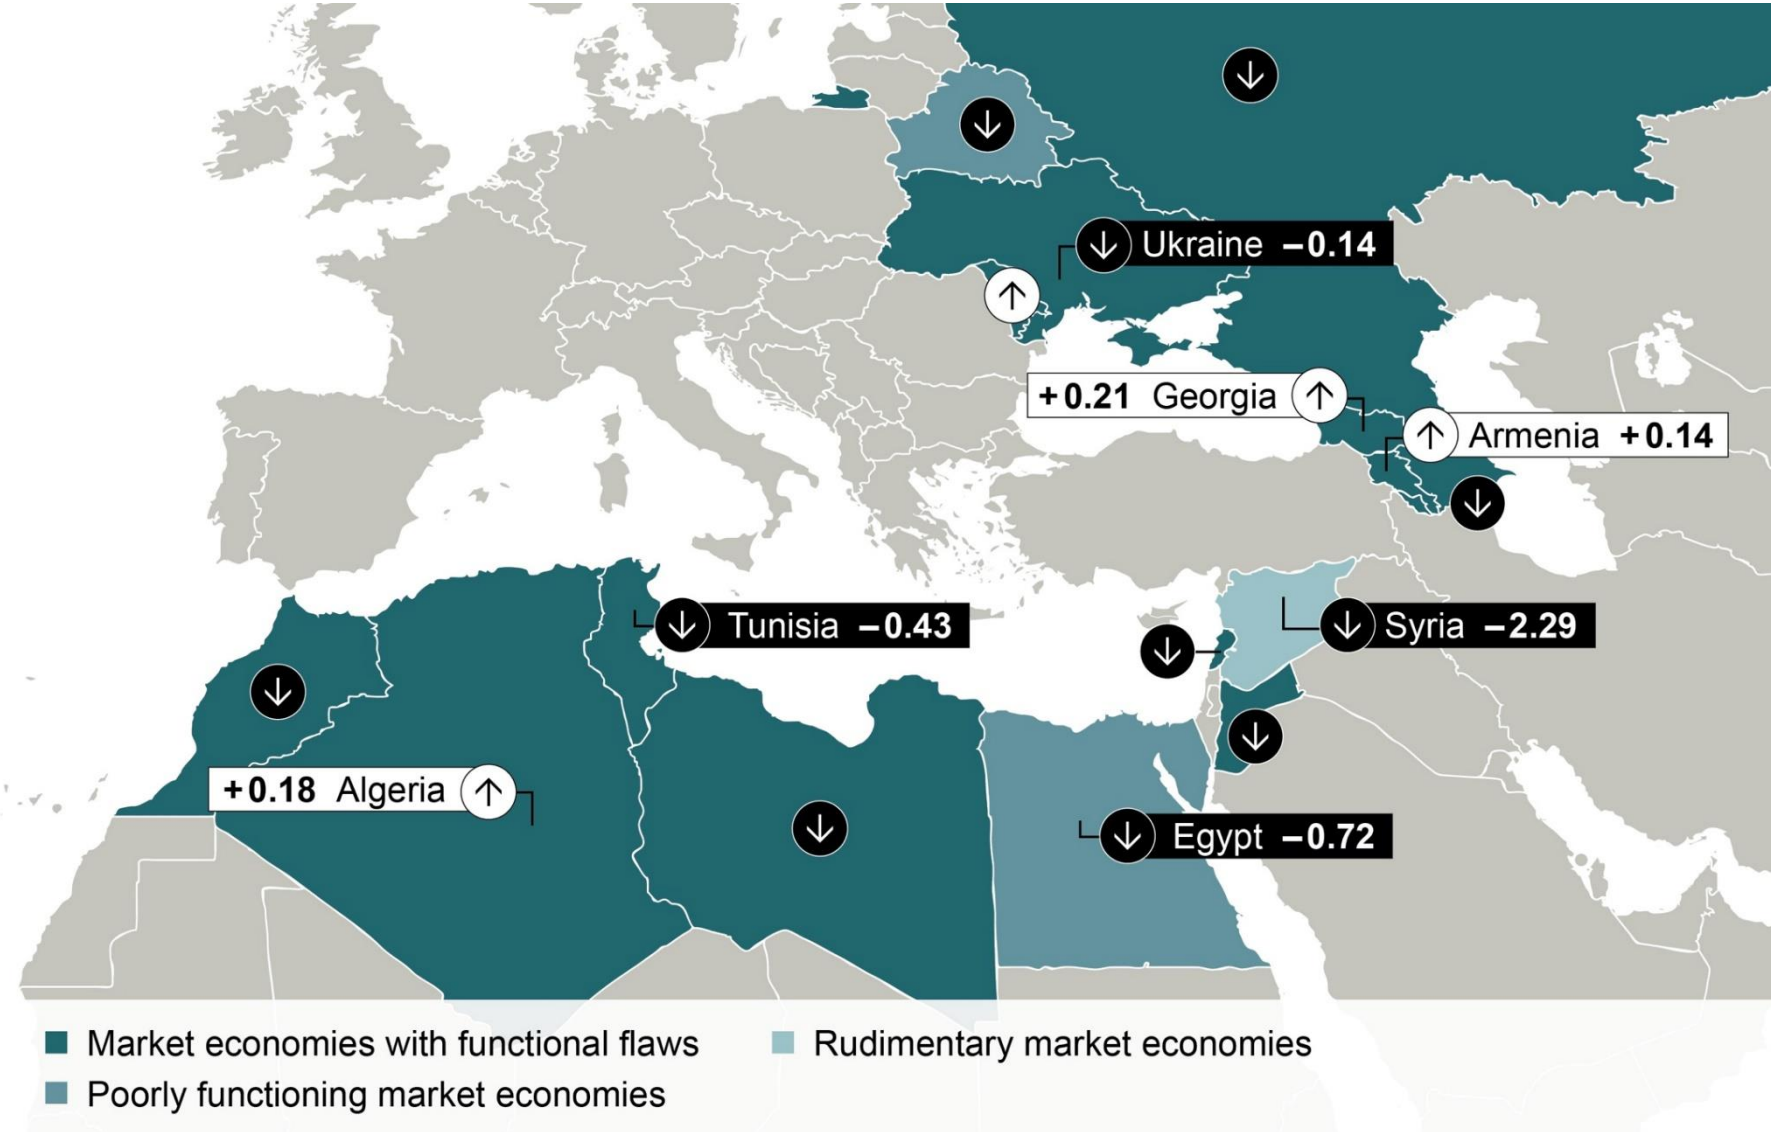 Ukraine −0.14
+0.21 Georgia
Armenia +0.14
Tunisia −0.43
Syria −2.29
+0.18 Algeria
Egypt −0.72
Market economies with functional flaws
Poorly functioning market economies
Rudimentary market economies